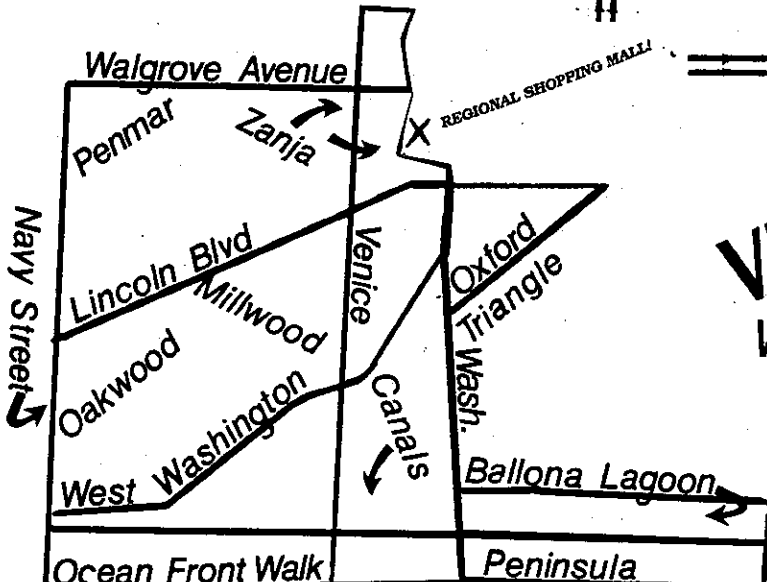 Walgrove Avenue
REGIONAL SHOPPING MALL!
X
Zanja
Penmar
Navy Street
Lincoln Blvd
Venice
Oxford
Triangle
Millwood
Oakwood
Wash.
Canals
West Washington
Ballona Lagoon
Ocean Front Walk
Peninsula